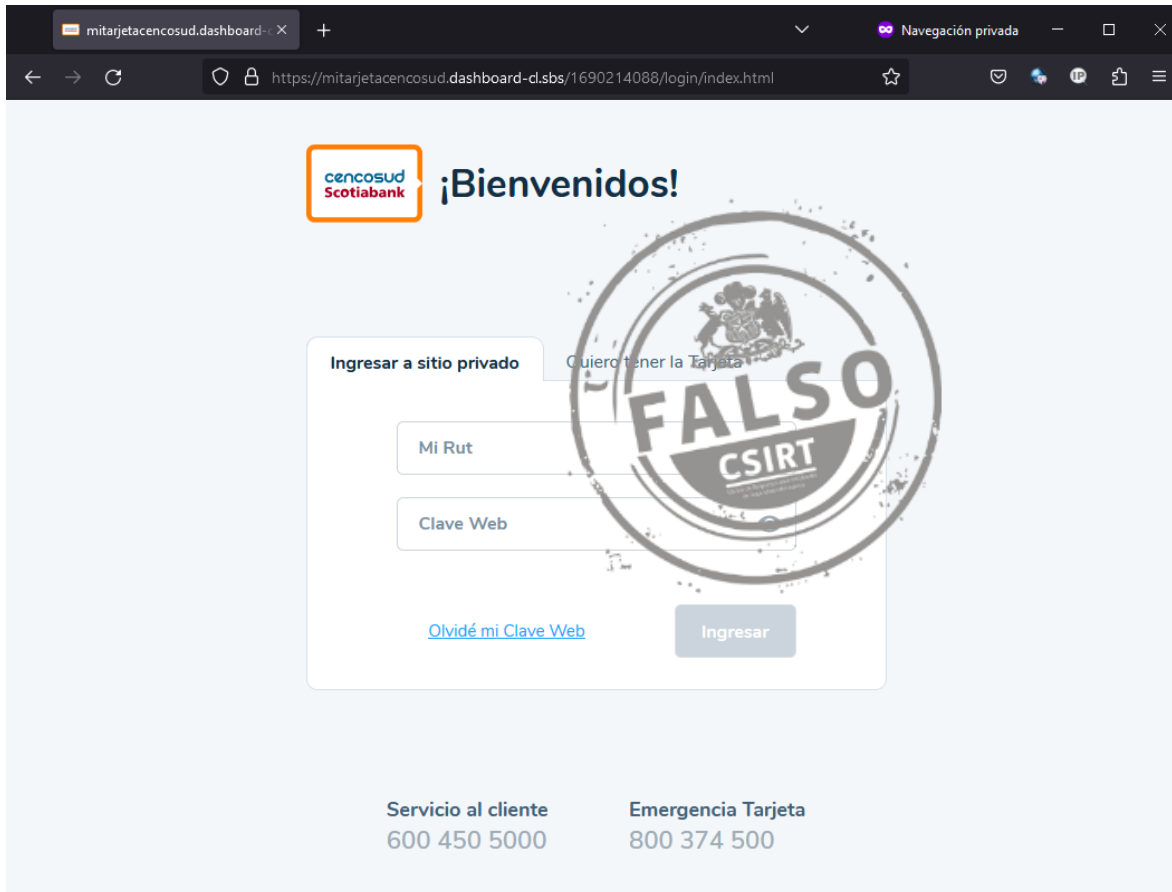 mitarjetacencosud.dashboard-c
Navegación privada
https://mitarjetacencosud.dashboard-cl.sbs/1690214088/login/index.html
IP
cencosud
Scotiabank
¡Bienvenidos!
Ingresar a sitio privado
Quiero tener la Tarjeta
FALSO
CSIRT
Mi Rut
Clave Web
Olvidé mi Clave Web
Ingresar
Servicio al cliente
Emergencia Tarjeta
600 450 5000
800 374 500